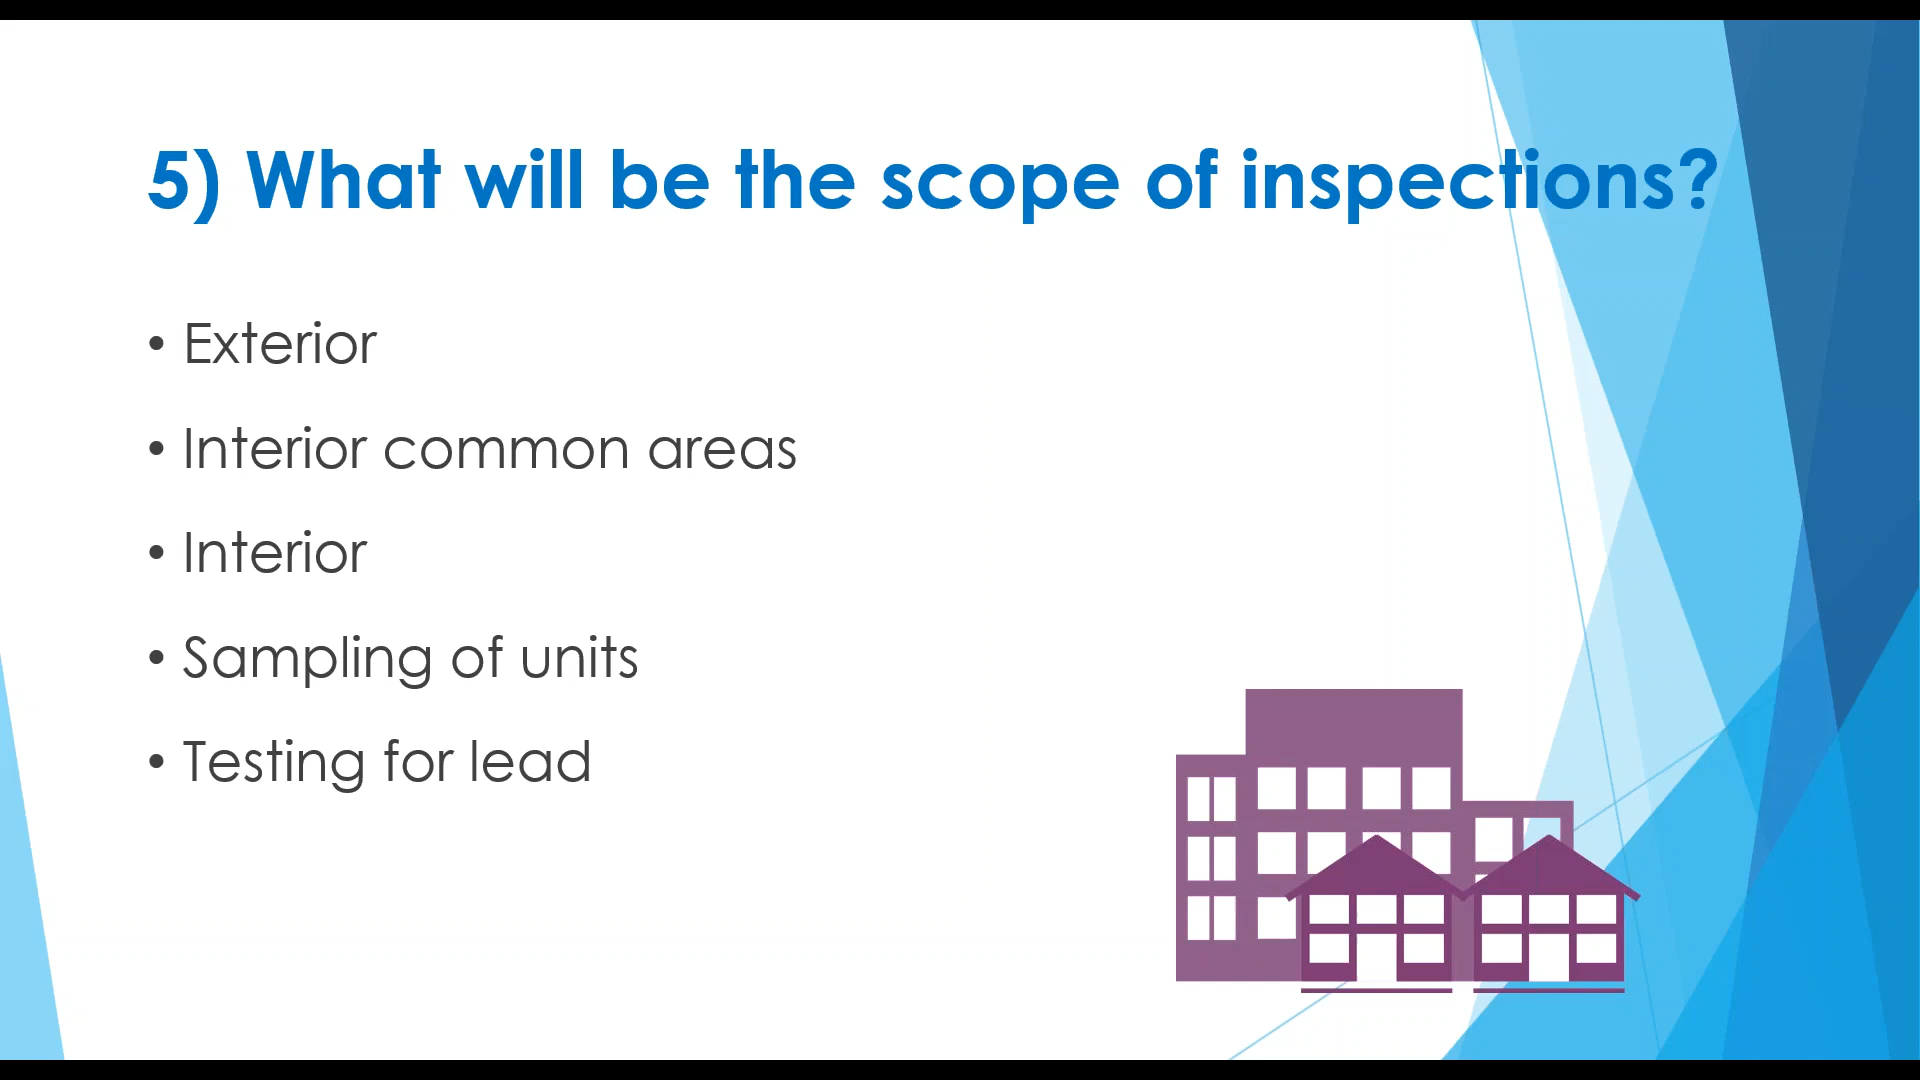 5) What will be the scope of inspections?
• Exterior
• Interior common areas
• Interior
• Sampling of units
• Testing for lead